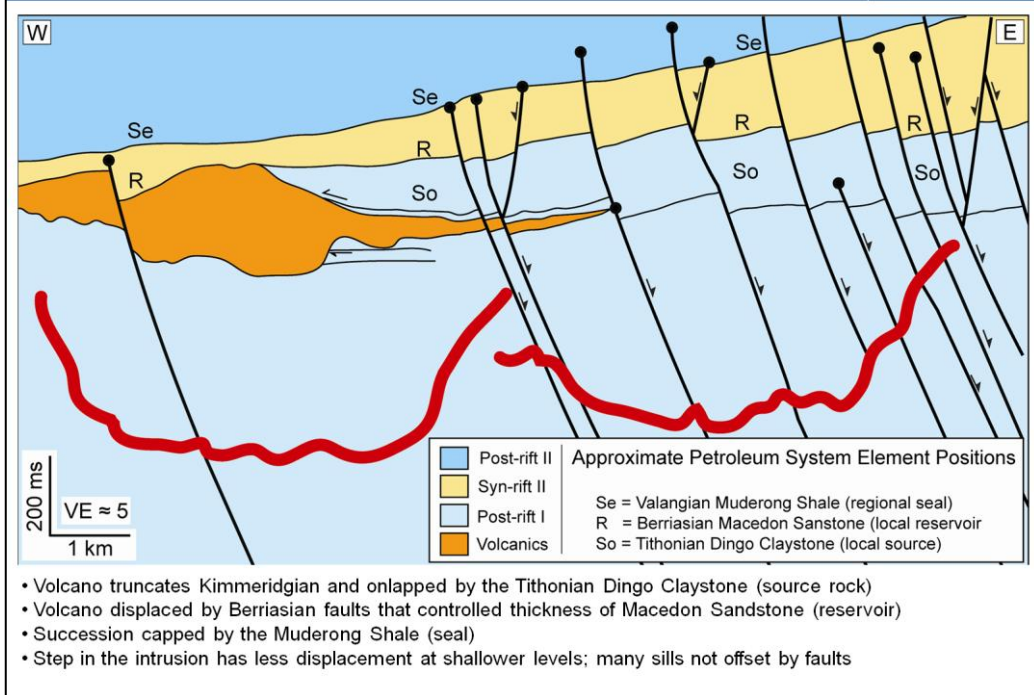 W
E
Se
Se
Se
R
R
R
R
So
So
So
200 ms
VE ≈ 5
1 km
Post-rift II
Syn-rift II
Post-rift I
Volcanics
Approximate Petroleum System Element Positions
Se = Valangian Muderong Shale (regional seal)
R = Berriasian Macedon Sanstone (local reservoir
So = Tithonian Dingo Claystone (local source)
• Volcano truncates Kimmeridgian and onlapped by the Tithonian Dingo Claystone (source rock)
• Volcano displaced by Berriasian faults that controlled thickness of Macedon Sandstone (reservoir)
• Succession capped by the Muderong Shale (seal)
• Step in the intrusion has less displacement at shallower levels; many sills not offset by faults